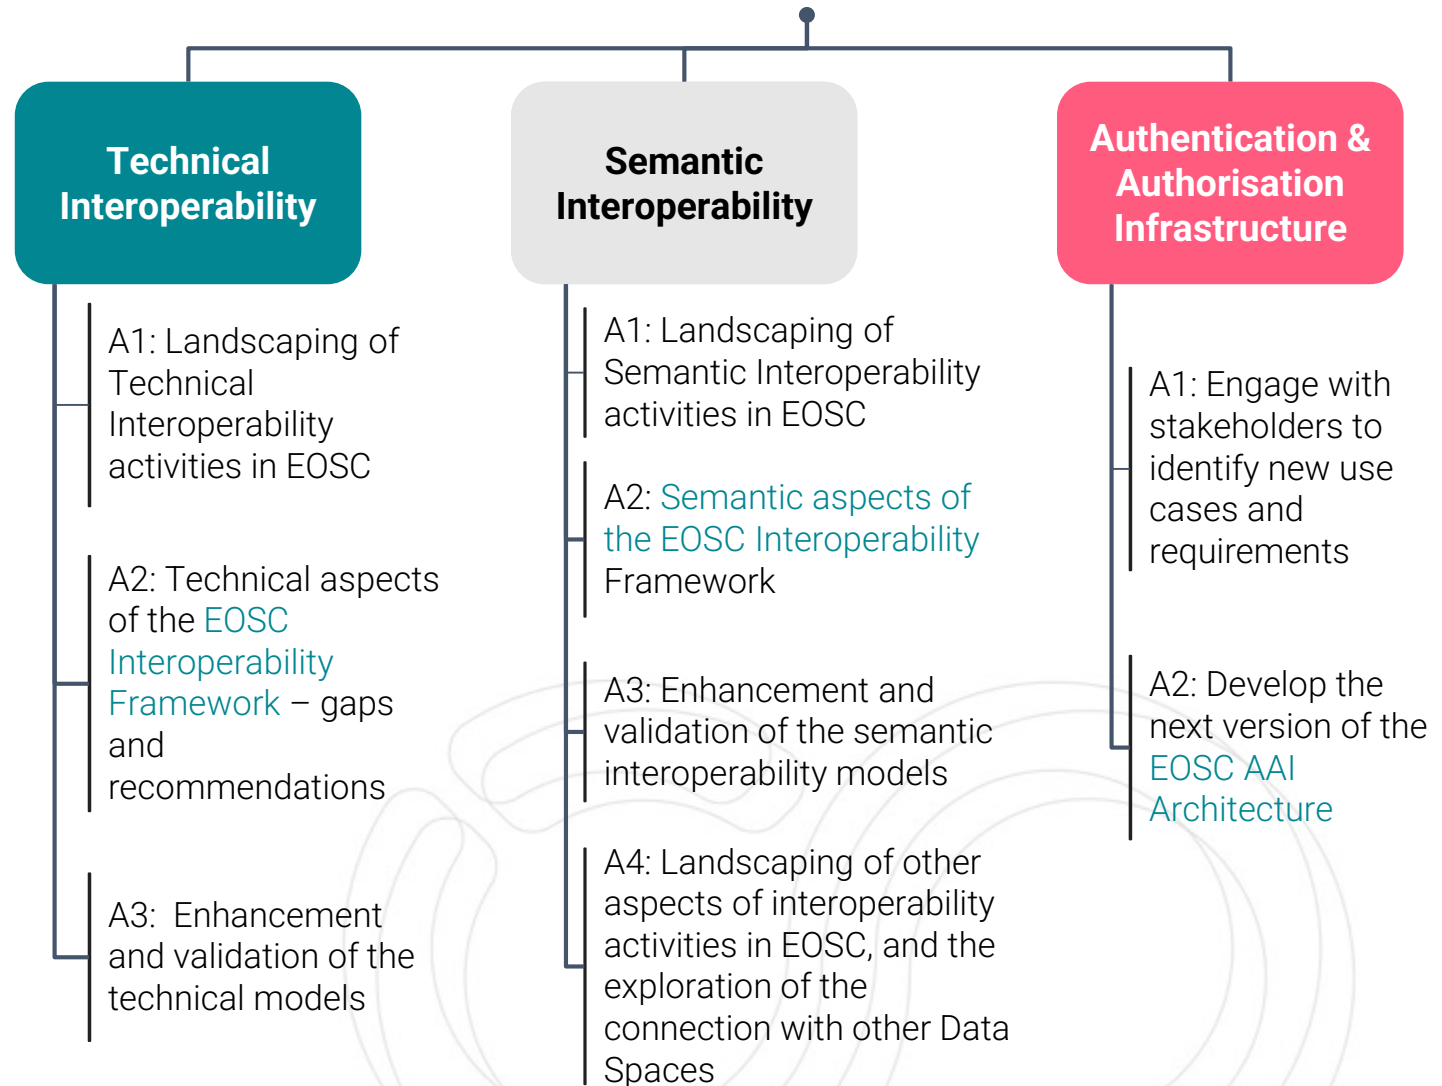 Technical
Interoperability
A1: Landscaping of
Technical
Interoperability
activities in EOSC
A2: Technical aspects
of the EOSC
Interoperability
Framework – gaps
and
recommendations
A3: Enhancement
and validation of the
technical models
Semantic
Interoperability
A1: Landscaping of
Semantic Interoperability
activities in EOSC
A2: Semantic aspects of
the EOSC Interoperability
Framework
A3: Enhancement and
validation of the semantic
interoperability models
A4: Landscaping of other
aspects of interoperability
activities in EOSC, and the
exploration of the
connection with other Data
Spaces
Authentication &
Authorisation
Infrastructure
A1: Engage with
stakeholders to
identify new use
cases and
requirements
A2: Develop the
next version of the
EOSC AAI
Architecture